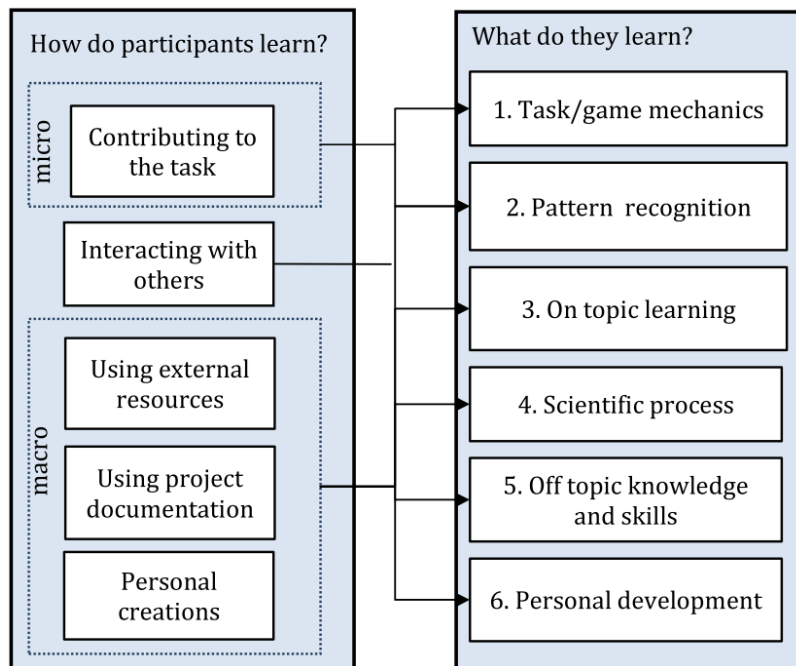 How do participants learn?
micro
Contributing to
the task
Interacting with
others
macro
Using external
resources
Using project
documentation
Personal
creations
What do they learn?
1. Task/game mechanics
2. Pattern recognition
3. On topic learning
4. Scientific process
5. Off topic knowledge
and skills
6. Personal development